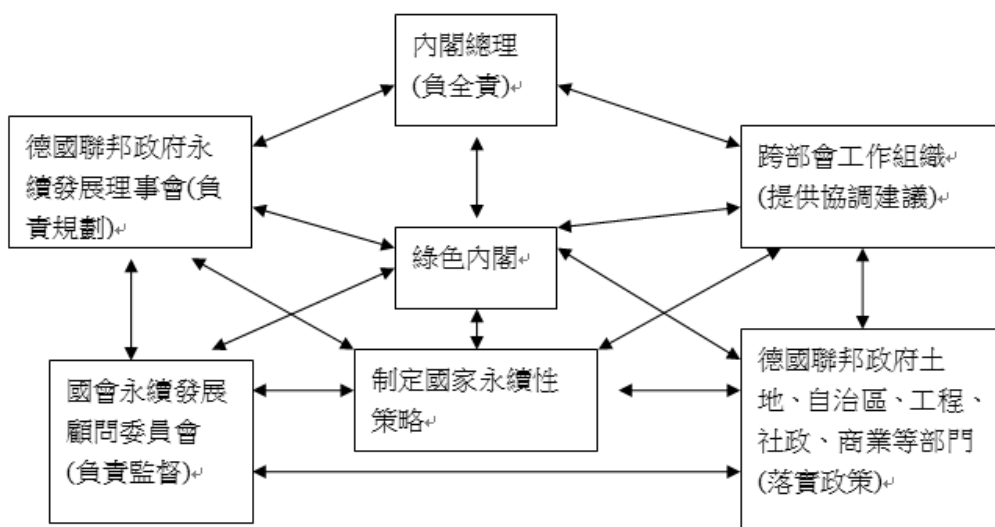 內閣總理
(負全責)↵
德國聯邦政府永
續發展理事會(負
責規劃)↵
跨部會工作組織↵
(提供協調建議)↵
綠色內閣↵
國會永續發展
顧問委員會
(負責監督)↵
制定國家永續性
策略↵
德國聯邦政府土
地、自治區、工程、
社政、商業等部門
(落實政策)↵